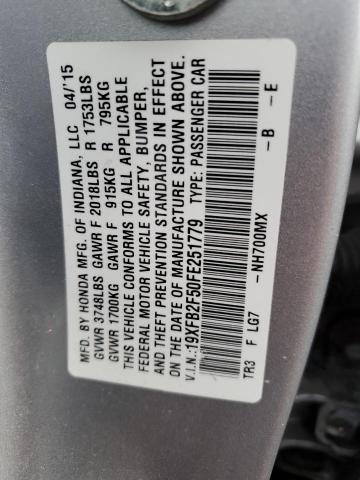 MFD. BY HONDA MFG. OF INDIANA, LLC 04/'15
GVWR 3748LBS GAWR F 2018LBS R 1753LBS
GVWR 1700KG GAWR F 915KG R 795KG
THIS VEHICLE CONFORMS TO ALL APPLICABLE
FEDERAL MOTOR VEHICLE SAFETY, BUMPER,
AND THEFT PREVENTION STANDARDS IN EFFECT
ON THE DATE OF MANUFACTURE SHOWN ABOVE.
V.I.N.:19XFB2F50FE251779 TYPE: PASSENGER CAR
-NH700MX -B -E
TR3 F LG7